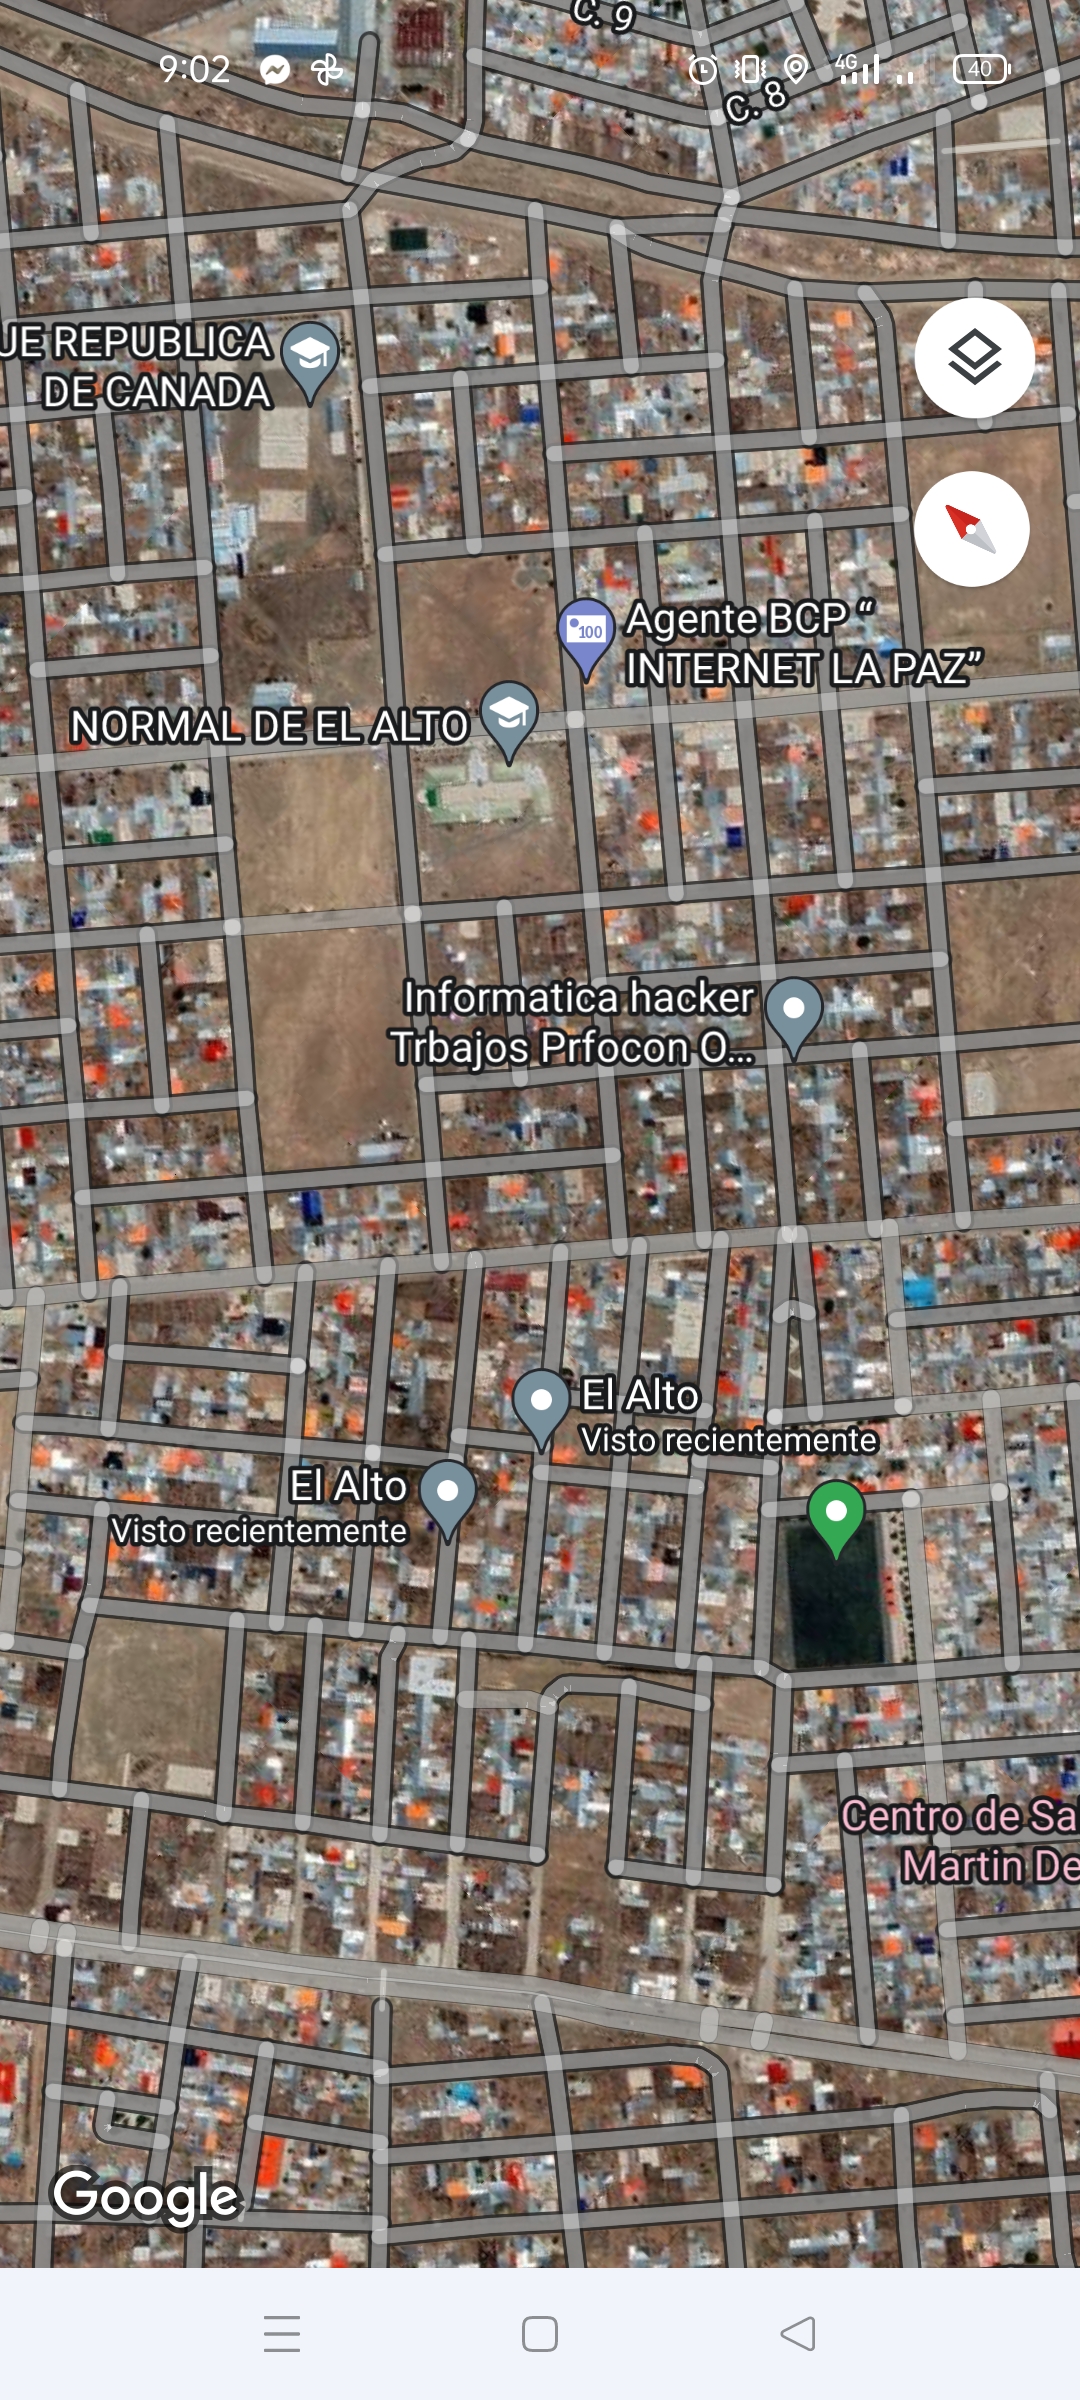 C. 9
9:02
4G
40
C. 8
UE REPUBLICA
DE CANADA
100
Agente BCP “
INTERNET LA PAZ”
NORMAL DE EL ALTO
Informatica hacker
Trbajos Prfocon O...
El Alto
Visto recientemente
El Alto
Visto recientemente
Centro de Sa
Martin De
Google